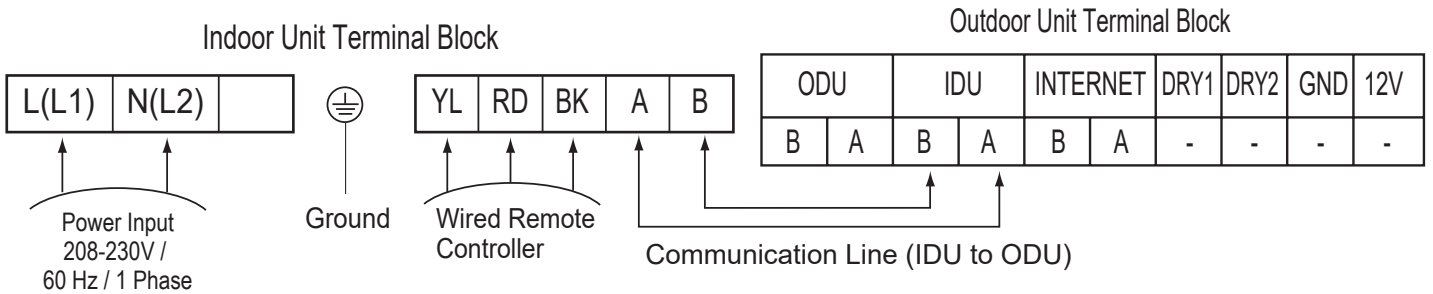 Indoor Unit Terminal Block
Outdoor Unit Terminal Block
L(L1) N(L2)
YL RD BK A B
ODU IDU INTERNET DRY1 DRY2 GND 12V
B A B A B A - - - -
Power Input
208-230V /
60 Hz / 1 Phase
Ground
Wired Remote
Controller
Communication Line (IDU to ODU)